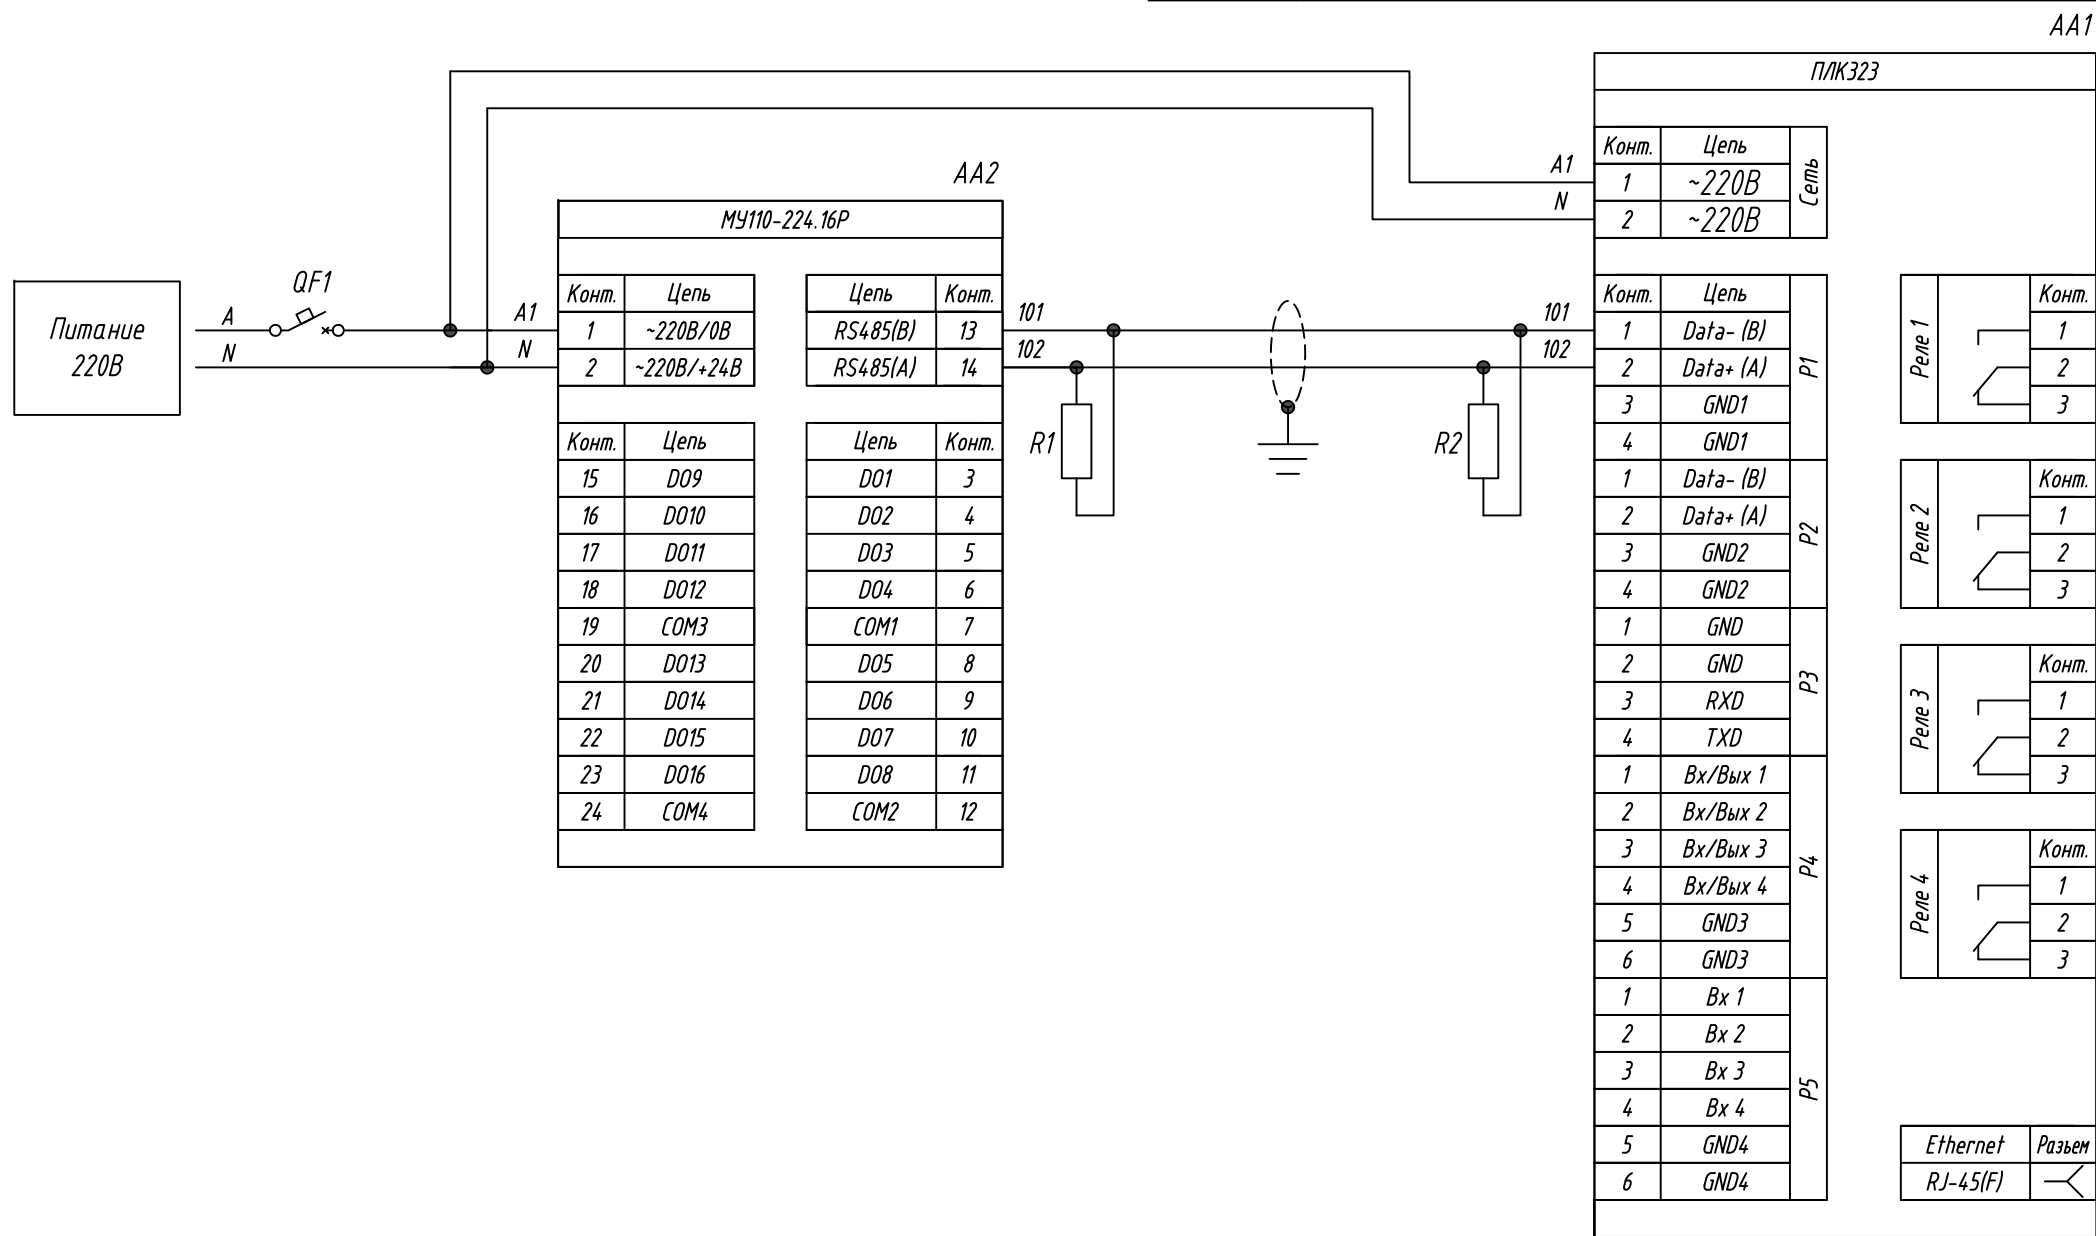 AA1
ПЛК323
Конт. Цепь
1 ~220В
2 ~220В
Сеть
A1
N
AA2
МУ110-224.16Р
Питание
220В
QF1
A
N
A1
N
Конт. Цепь
1 ~220В/0В
2 ~220В/+24В
Цепь Конт.
RS485(B) 13
RS485(A) 14
101
102
101
102
R1
R2
Конт. Цепь
15 DO9
16 DO10
17 DO11
18 DO12
19 COM3
20 DO13
21 DO14
22 DO15
23 DO16
24 COM4
Цепь Конт.
DO1 3
DO2 4
DO3 5
DO4 6
COM1 7
DO5 8
DO6 9
DO7 10
DO8 11
COM2 12
Конт. Цепь
1 Data- (B)
2 Data+ (A)
3 GND1
4 GND1
P1
1 Data- (B)
2 Data+ (A)
3 GND2
4 GND2
P2
1 GND
2 GND
3 RXD
4 TXD
P3
1 Вх/Вых 1
2 Вх/Вых 2
3 Вх/Вых 3
4 Вх/Вых 4
5 GND3
6 GND3
P4
1 Вх 1
2 Вх 2
3 Вх 3
4 Вх 4
5 GND4
6 GND4
P5
Реле 1
Конт.
1
2
3
Реле 2
Конт.
1
2
3
Реле 3
Конт.
1
2
3
Реле 4
Конт.
1
2
3
Ethernet Разьем
RJ-45(F)